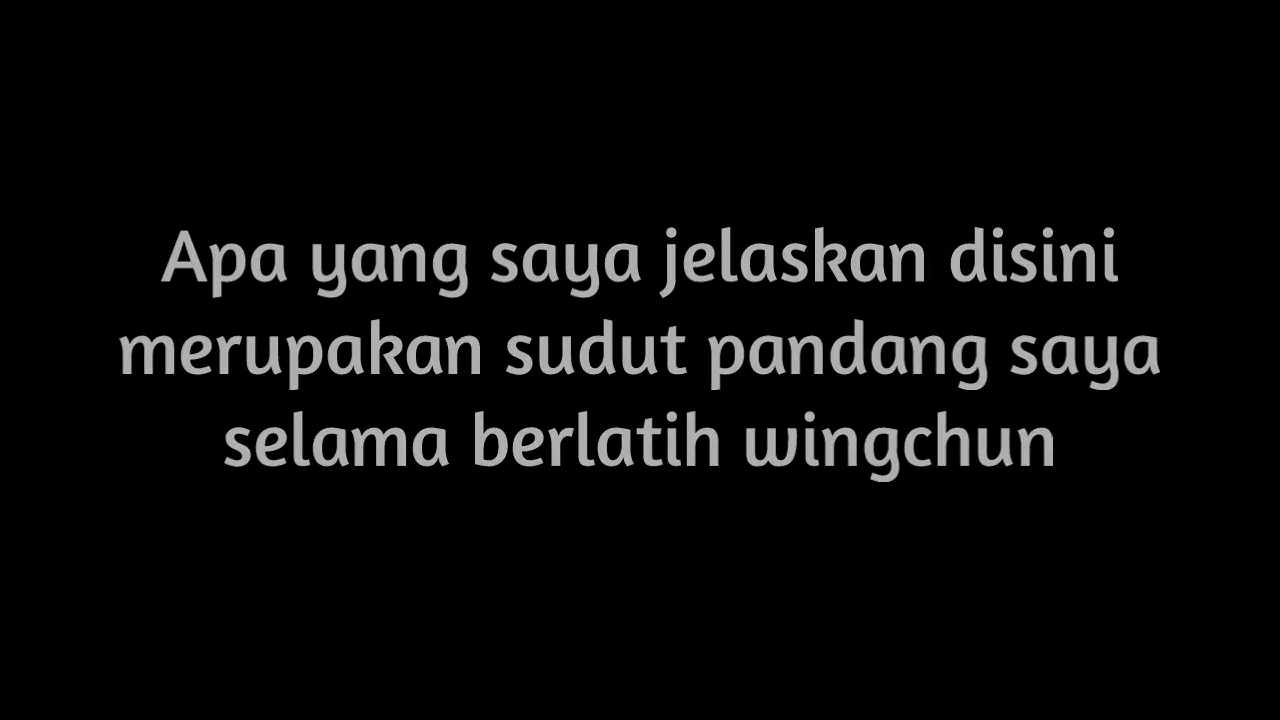 Apa yang saya jelaskan disini
merupakan sudut pandang saya
selama berlatih wingchun